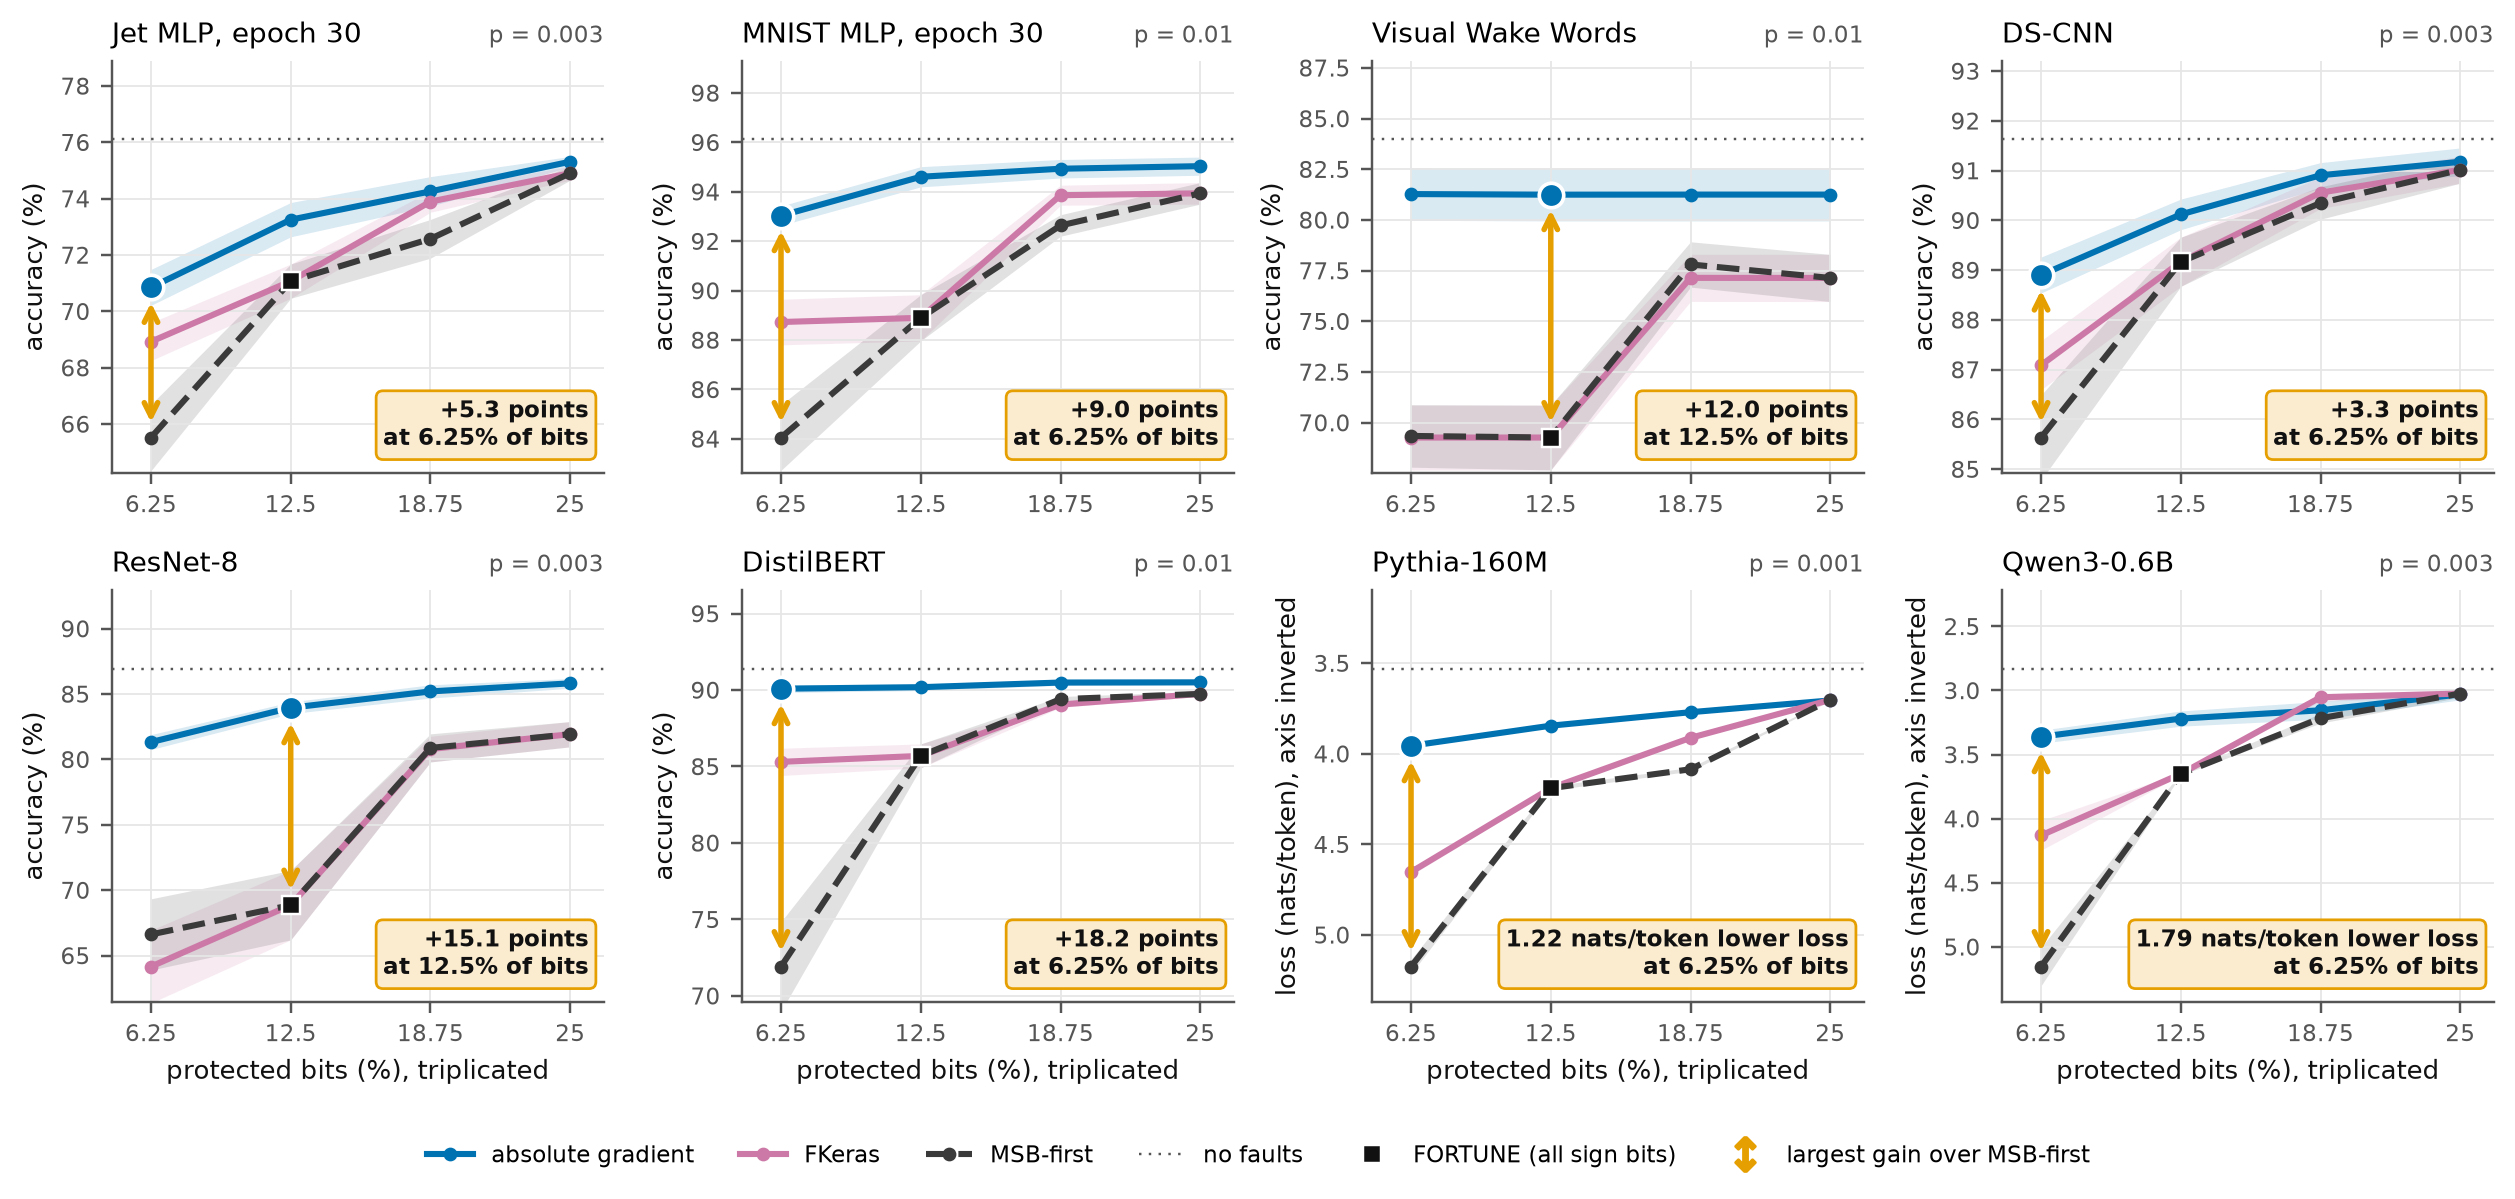 Jet MLP, epoch 30 p = 0.003
78
76
74
72
70
68
66
accuracy (%)
+5.3 points
at 6.25% of bits
6.25 12.5 18.75 25
MNIST MLP, epoch 30 p = 0.01
98
96
94
92
90
88
86
84
accuracy (%)
+9.0 points
at 6.25% of bits
6.25 12.5 18.75 25
Visual Wake Words p = 0.01
87.5
85.0
82.5
80.0
77.5
75.0
72.5
70.0
accuracy (%)
+12.0 points
at 12.5% of bits
6.25 12.5 18.75 25
DS-CNN p = 0.003
93
92
91
90
89
88
87
86
85
accuracy (%)
+3.3 points
at 6.25% of bits
6.25 12.5 18.75 25
ResNet-8 p = 0.003
90
85
80
75
70
65
accuracy (%)
+15.1 points
at 12.5% of bits
6.25 12.5 18.75 25
protected bits (%), triplicated
DistilBERT p = 0.01
95
90
85
80
75
70
accuracy (%)
+18.2 points
at 6.25% of bits
6.25 12.5 18.75 25
protected bits (%), triplicated
Pythia-160M p = 0.001
3.5
4.0
4.5
5.0
loss (nats/token), axis inverted
1.22 nats/token lower loss
at 6.25% of bits
6.25 12.5 18.75 25
protected bits (%), triplicated
Qwen3-0.6B p = 0.003
2.5
3.0
3.5
4.0
4.5
5.0
loss (nats/token), axis inverted
1.79 nats/token lower loss
at 6.25% of bits
6.25 12.5 18.75 25
protected bits (%), triplicated
absolute gradient FKeras MSB-first no faults FORTUNE (all sign bits) largest gain over MSB-first